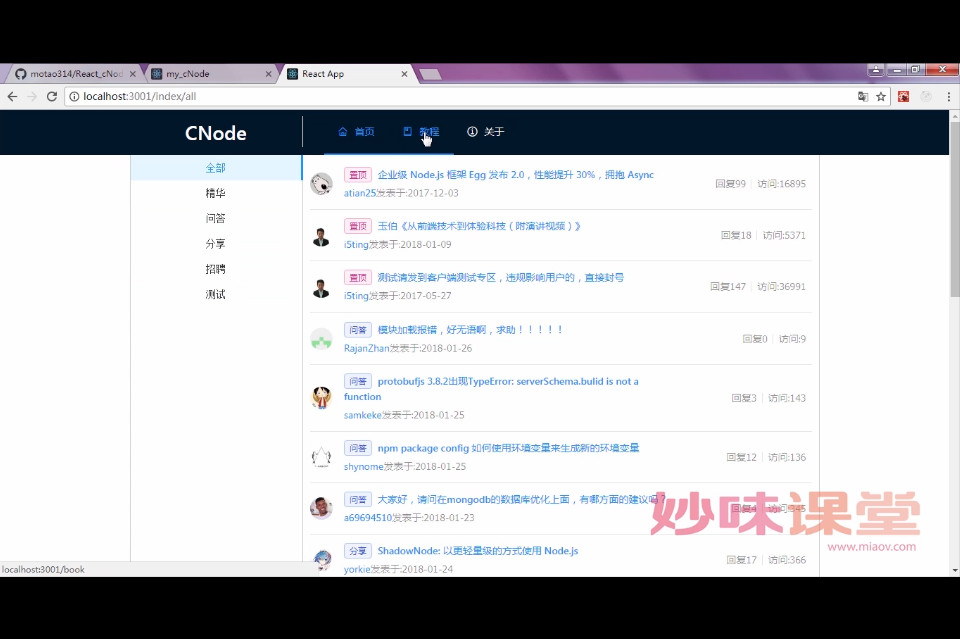 motao314/React_cNod
my_cNode
React App
localhost:3001/index/all
CNode
首页
教程
关于
全部
精华
问答
分享
招聘
测试
置顶 企业级 Node.js 框架 Egg 发布 2.0，性能提升 30%，拥抱 Async
atian25发表于:2017-12-03
回复99 访问:16895
置顶 玉伯《从前端技术到体验科技（附演讲视频）》
i5ting发表于:2018-01-09
回复18 访问:5371
置顶 测试请发到客户端测试专区，违规影响用户的，直接封号
i5ting发表于:2017-05-27
回复147 访问:36991
问答 模块加载报错，好无语啊，求助！！！！！
RajanZhan发表于:2018-01-26
回复0 访问:9
问答 protobufjs 3.8.2出现TypeError: serverSchema.bulid is not a
function
samkeke发表于:2018-01-25
回复3 访问:143
问答 npm package config 如何使用环境变量来生成新的环境变量
shynome发表于:2018-01-25
回复12 访问:136
问答 大家好，请问在mongodb的数据库优化上面，有哪方面的建议吗？
a69694510发表于:2018-01-23
回复4 访问:345
分享 ShadowNode: 以更轻量级的方式使用 Node.js
yorkie发表于:2018-01-24
回复17 访问:366
妙味课堂
www.miaov.com
localhost:3001/book